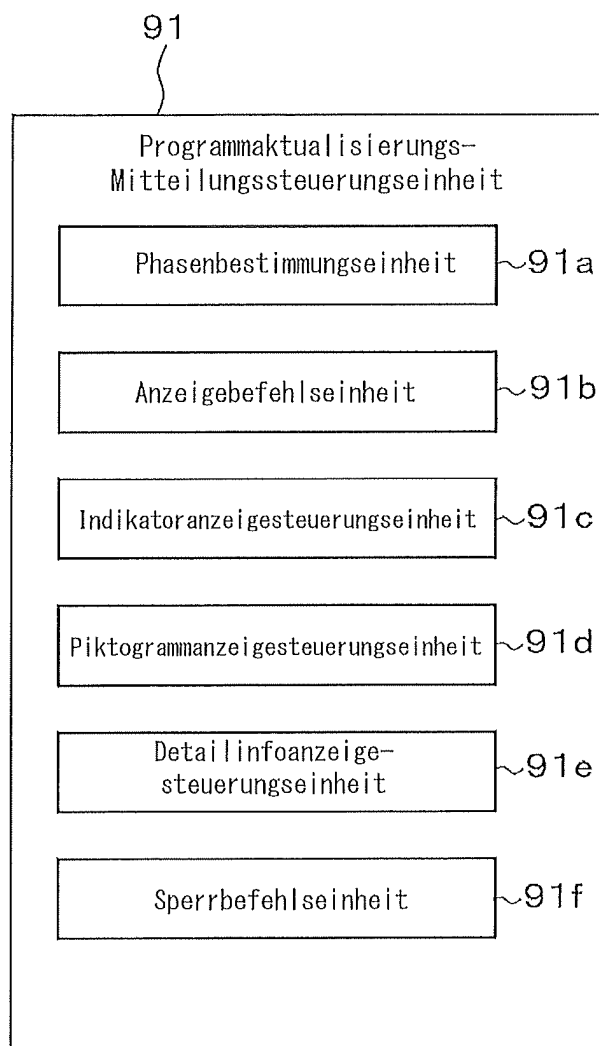 91
Programmaktualisierungs-
Mitteilungssteuerungseinheit
Phasenbestimmungseinheit
91a
Anzeigebefehlseinheit
91b
Indikatoranzeigesteuerungseinheit
91c
Piktogrammanzeigesteuerungseinheit
91d
Detailinfoanzeige-
steuerungseinheit
91e
Sperrbefehlseinheit
91f